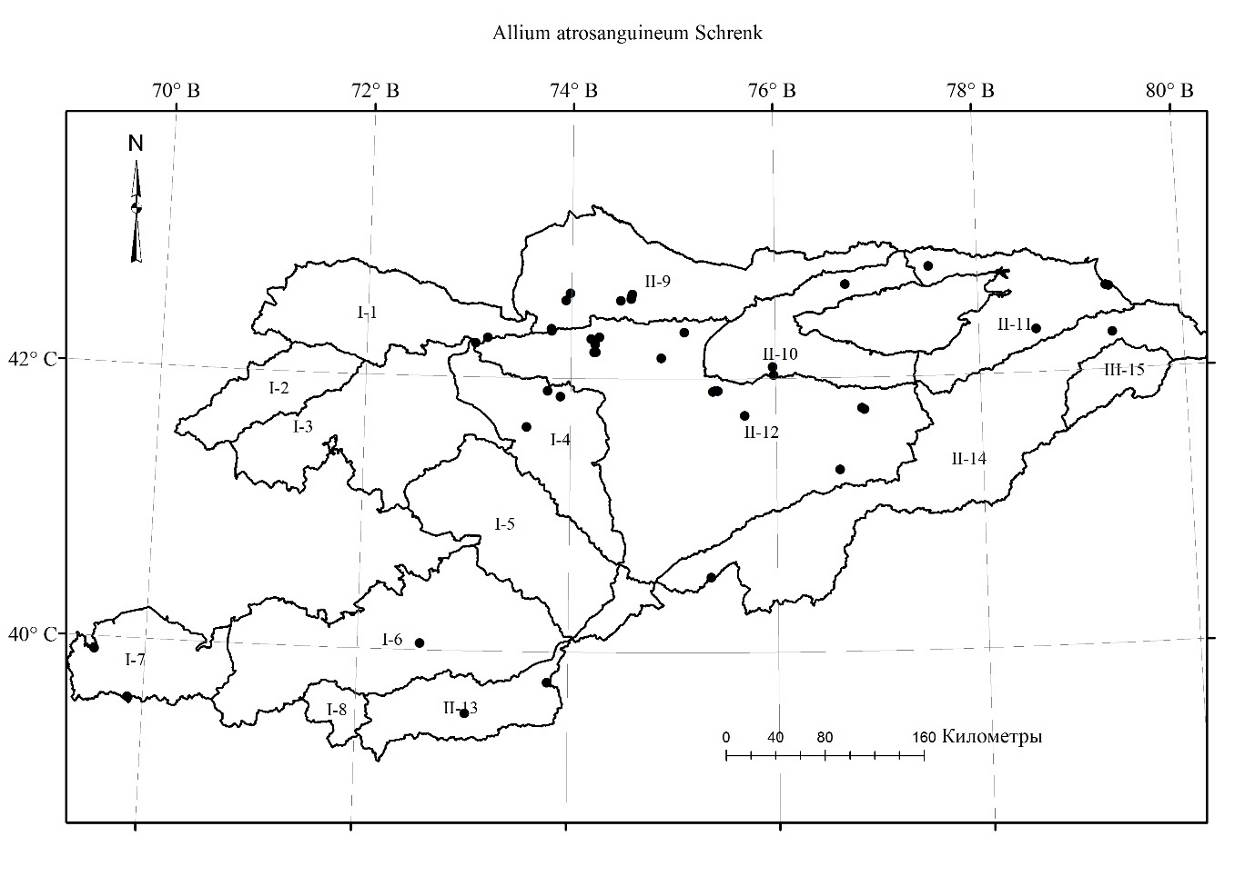 Allium atrosanguineum Schrenk
70° В 72° В 74° В 76° В 78° В 80° В
N
II-9
I-1
II-11
42° С
II-10
III-15
I-2
I-3
II-12
I-4
II-14
I-5
40° С
I-6
I-7
I-8
II-13
0 40 80 160 Километры